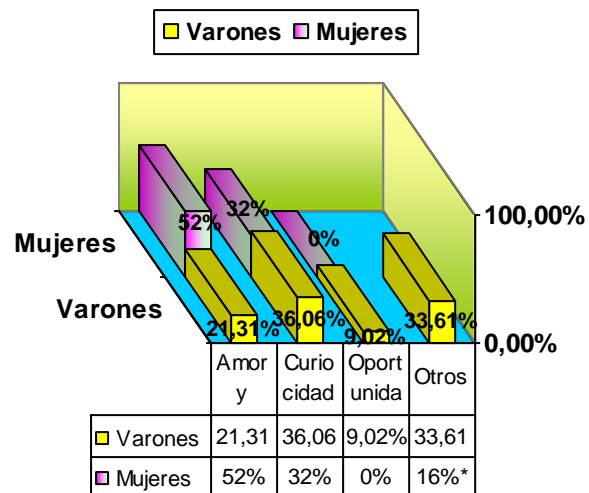 Varones Mujeres
52%
32%
0%
Mujeres
Varones
100,00%
0,00%
21,31%
36,06%
9,02%
33,61%
Amor y
Curio cidad
Oport unida
Otros
Varones 21,31 36,06 9,02% 33,61
Mujeres 52% 32% 0% 16%*